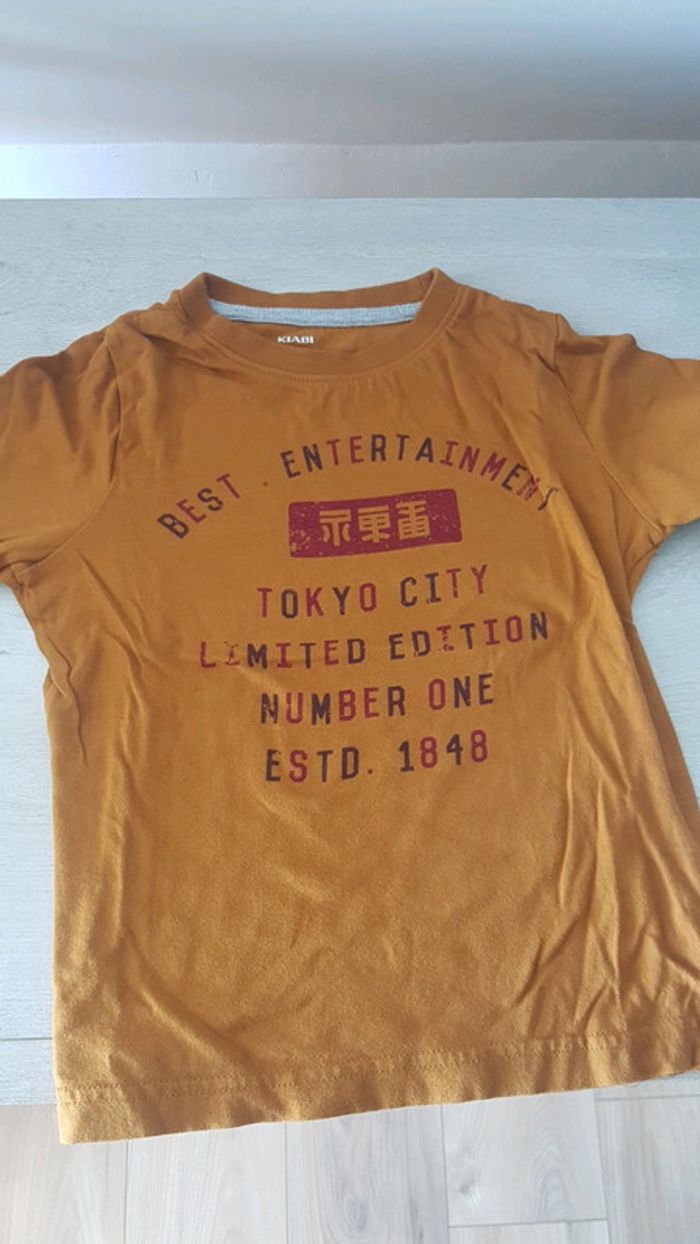 KIABI
BEST . ENTERTAINMENT
TOKYO CITY
LIMITED EDITION
NUMBER ONE
ESTD. 1848